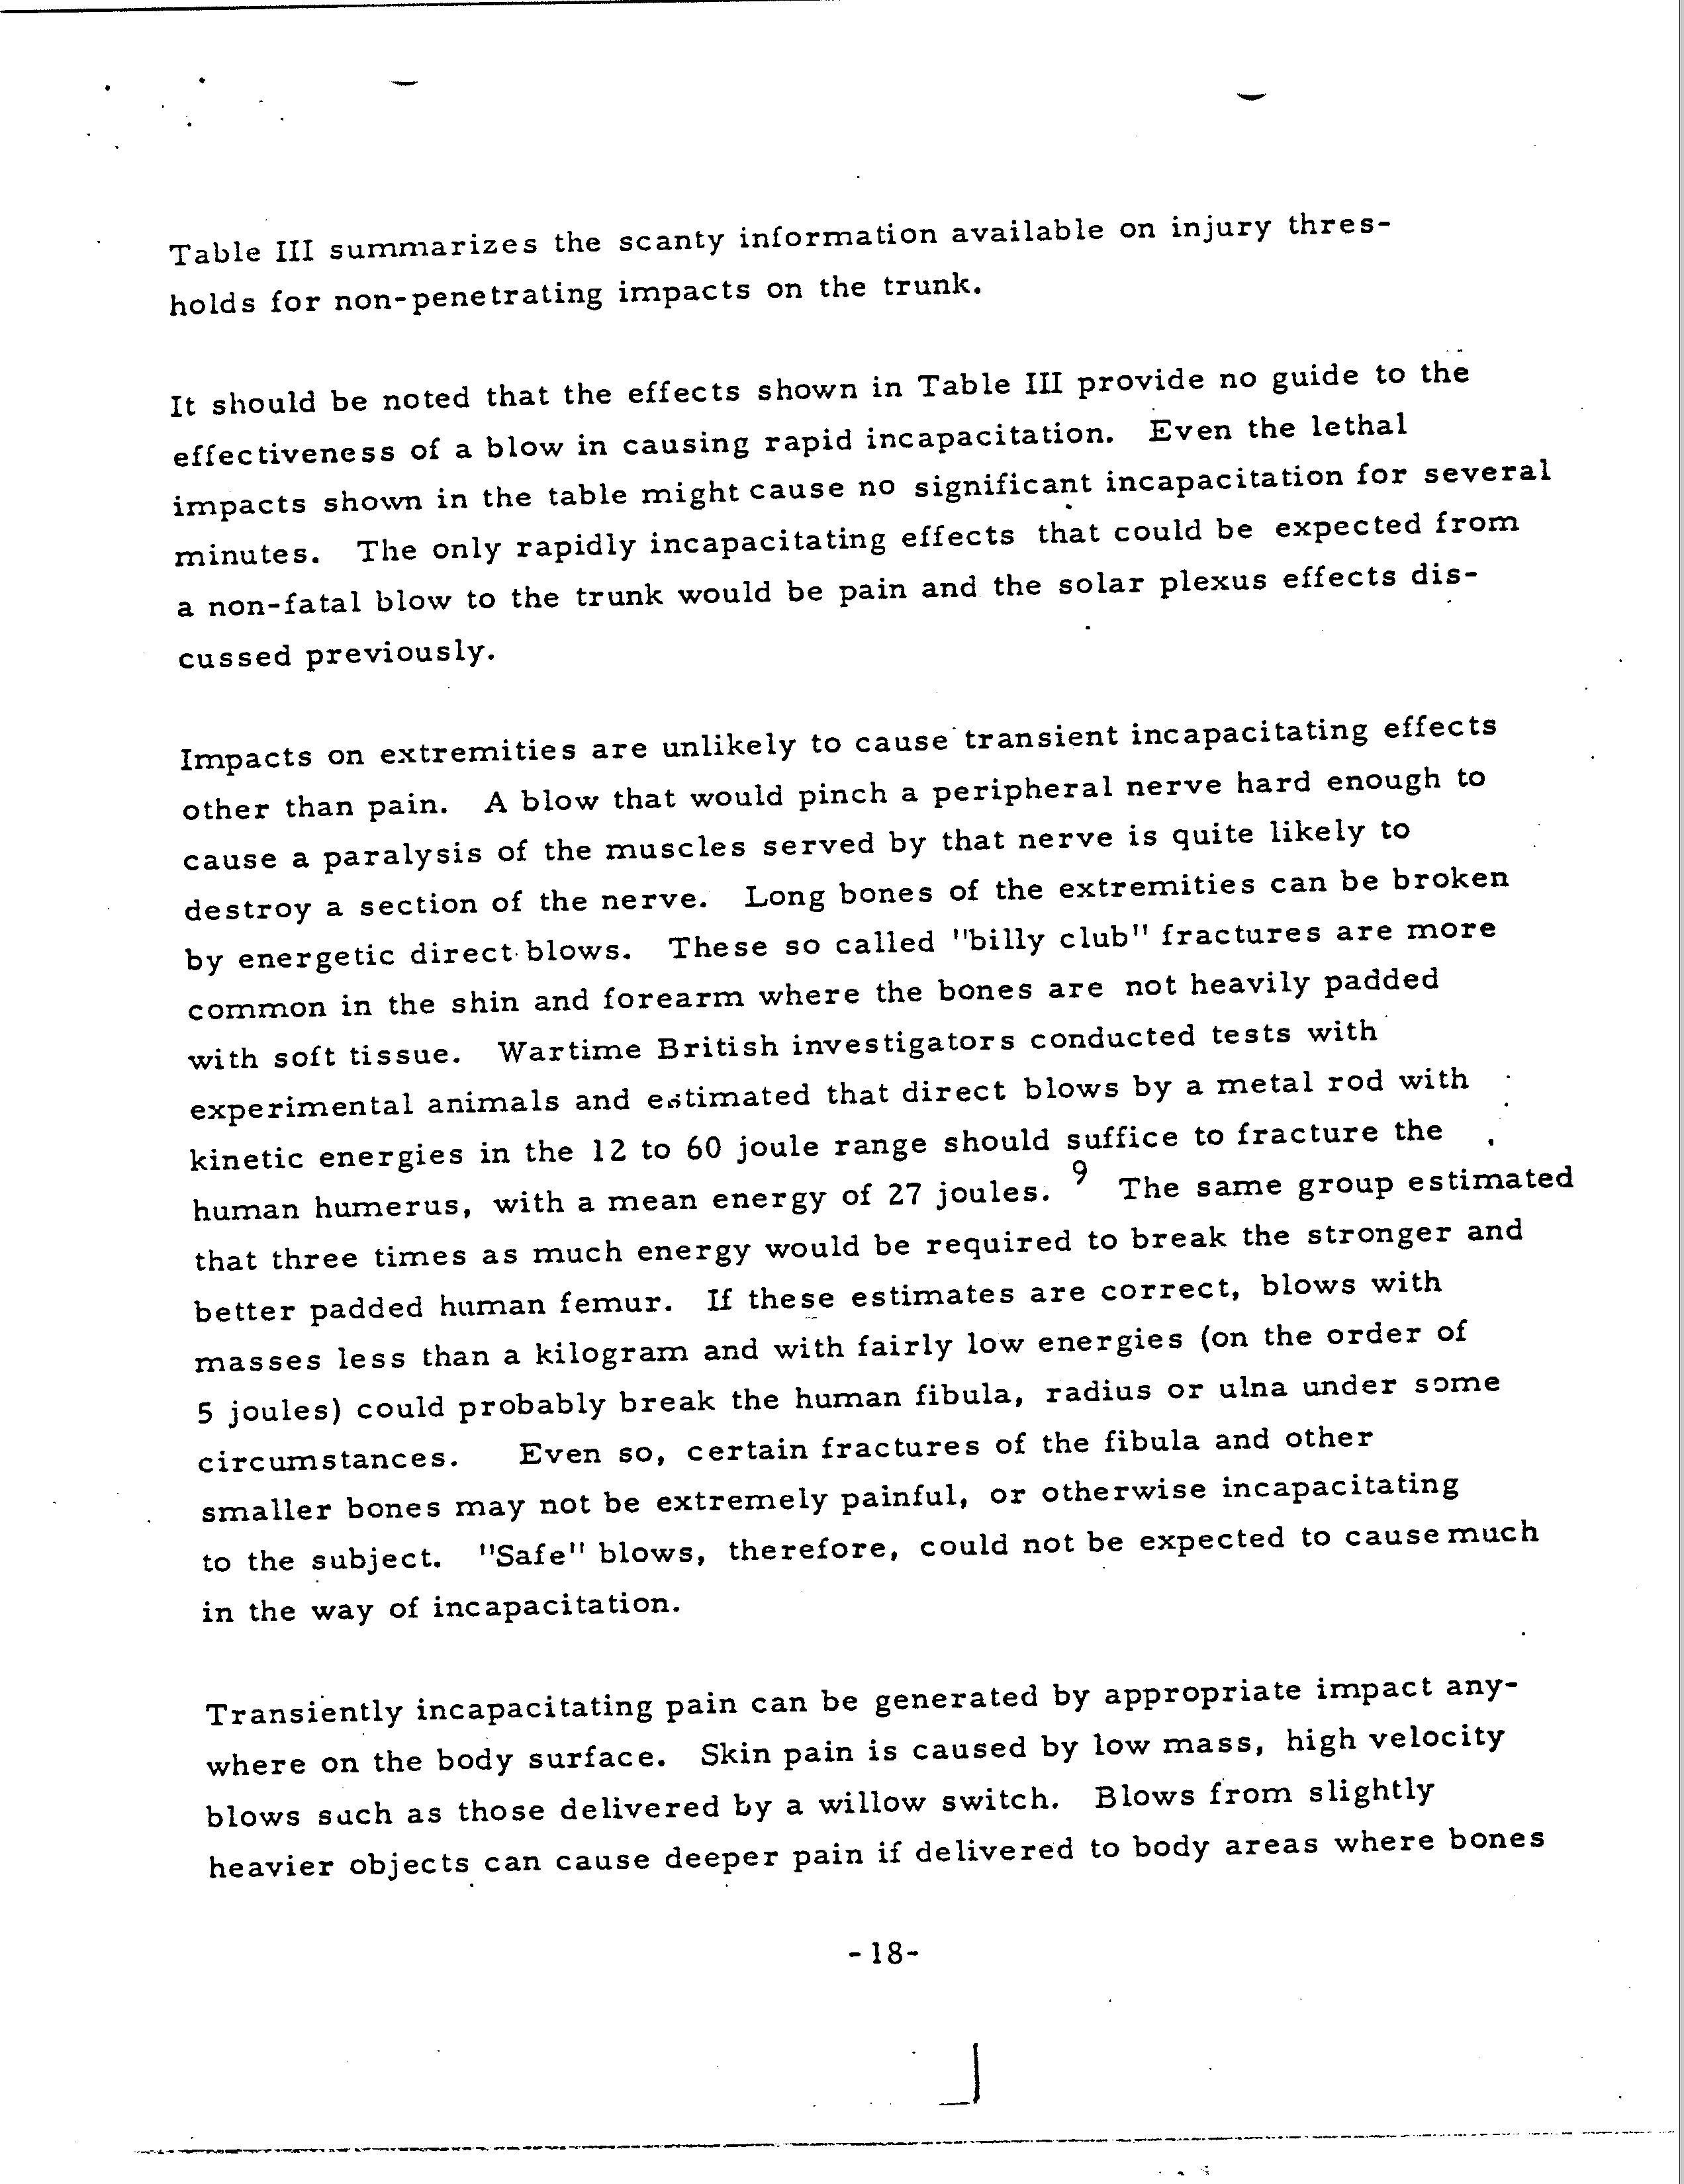 Table III summarizes the scanty information available on injury thres-
holds for non-penetrating impacts on the trunk.
It should be noted that the effects shown in Table III provide no guide to the
effectiveness of a blow in causing rapid incapacitation. Even the lethal
impacts shown in the table might cause no significant incapacitation for several
minutes. The only rapidly incapacitating effects that could be expected from
a non-fatal blow to the trunk would be pain and the solar plexus effects dis-
cussed previously.
Impacts on extremities are unlikely to cause transient incapacitating effects
other than pain. A blow that would pinch a peripheral nerve hard enough to
cause a paralysis of the muscles served by that nerve is quite likely to
destroy a section of the nerve. Long bones of the extremities can be broken
by energetic direct blows. These so called "billy club" fractures are more
common in the shin and forearm where the bones are not heavily padded
with soft tissue. Wartime British investigators conducted tests with
experimental animals and estimated that direct blows by a metal rod with
kinetic energies in the 12 to 60 joule range should suffice to fracture the
human humerus, with a mean energy of 27 joules. 9 The same group estimated
that three times as much energy would be required to break the stronger and
better padded human femur. If these estimates are correct, blows with
masses less than a kilogram and with fairly low energies (on the order of
5 joules) could probably break the human fibula, radius or ulna under some
circumstances. Even so, certain fractures of the fibula and other
smaller bones may not be extremely painful, or otherwise incapacitating
to the subject. "Safe" blows, therefore, could not be expected to cause much
in the way of incapacitation.
Transiently incapacitating pain can be generated by appropriate impact any-
where on the body surface. Skin pain is caused by low mass, high velocity
blows such as those delivered by a willow switch. Blows from slightly
heavier objects can cause deeper pain if delivered to body areas where bones
-18-